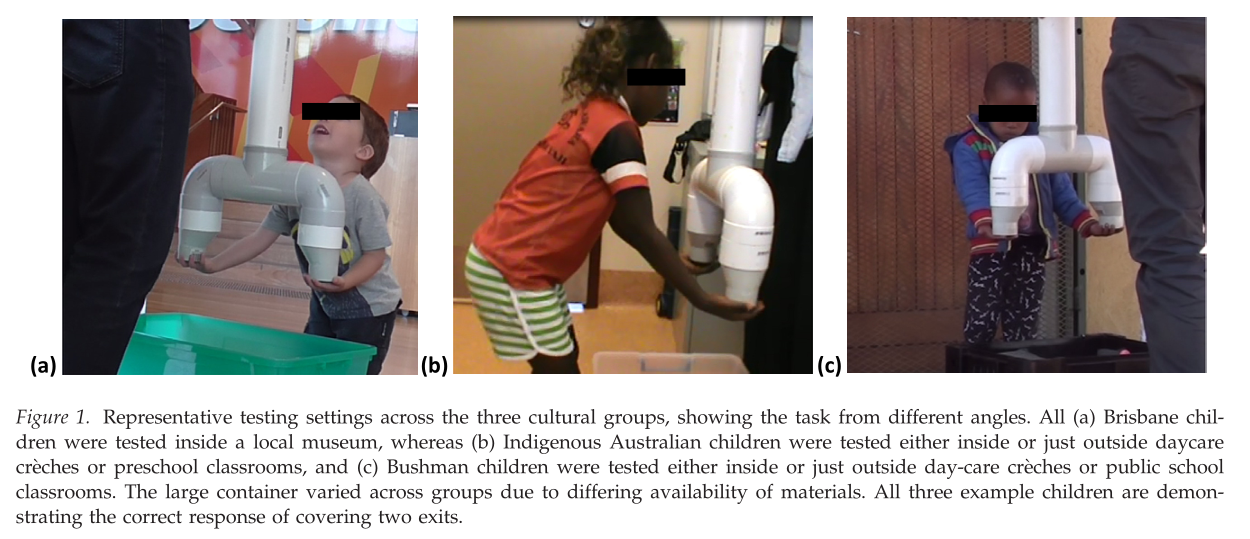 (a)
(b)
(c)
Figure 1. Representative testing settings across the three cultural groups, showing the task from different angles. All (a) Brisbane chil-
dren were tested inside a local museum, whereas (b) Indigenous Australian children were tested either inside or just outside daycare
crèches or preschool classrooms, and (c) Bushman children were tested either inside or just outside day-care crèches or public school
classrooms. The large container varied across groups due to differing availability of materials. All three example children are demon-
strating the correct response of covering two exits.